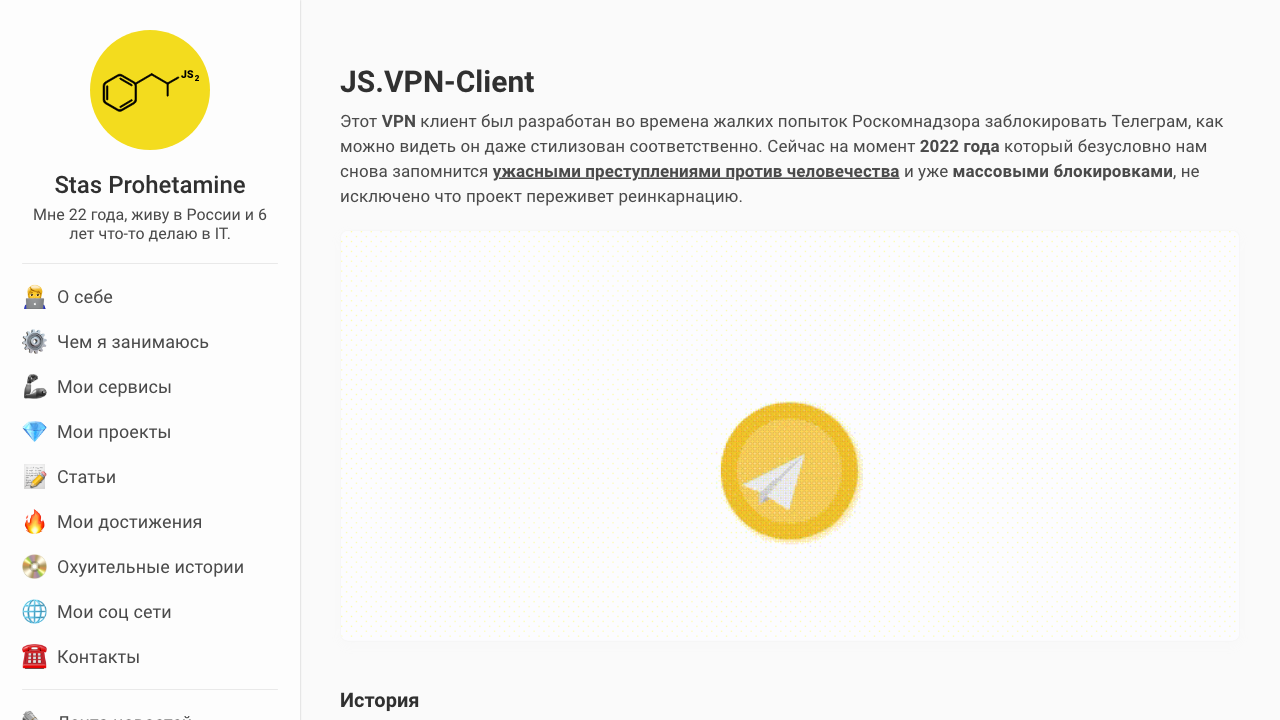 JS2
Stas Prohetamine
Мне 22 года, живу в России и 6
лет что-то делаю в IT.
О себе
Чем я занимаюсь
Мои сервисы
Мои проекты
Статьи
Мои достижения
Охуительные истории
Мои соц сети
Контакты
Лента новостей
JS.VPN-Client
Этот VPN клиент был разработан во времена жалких попыток Роскомнадзора заблокировать Телеграм, как
можно видеть он даже стилизован соответственно. Сейчас на момент 2022 года который безусловно нам
снова запомнится ужасными преступлениями против человечества и уже массовыми блокировками, не
исключено что проект переживет реинкарнацию.
История